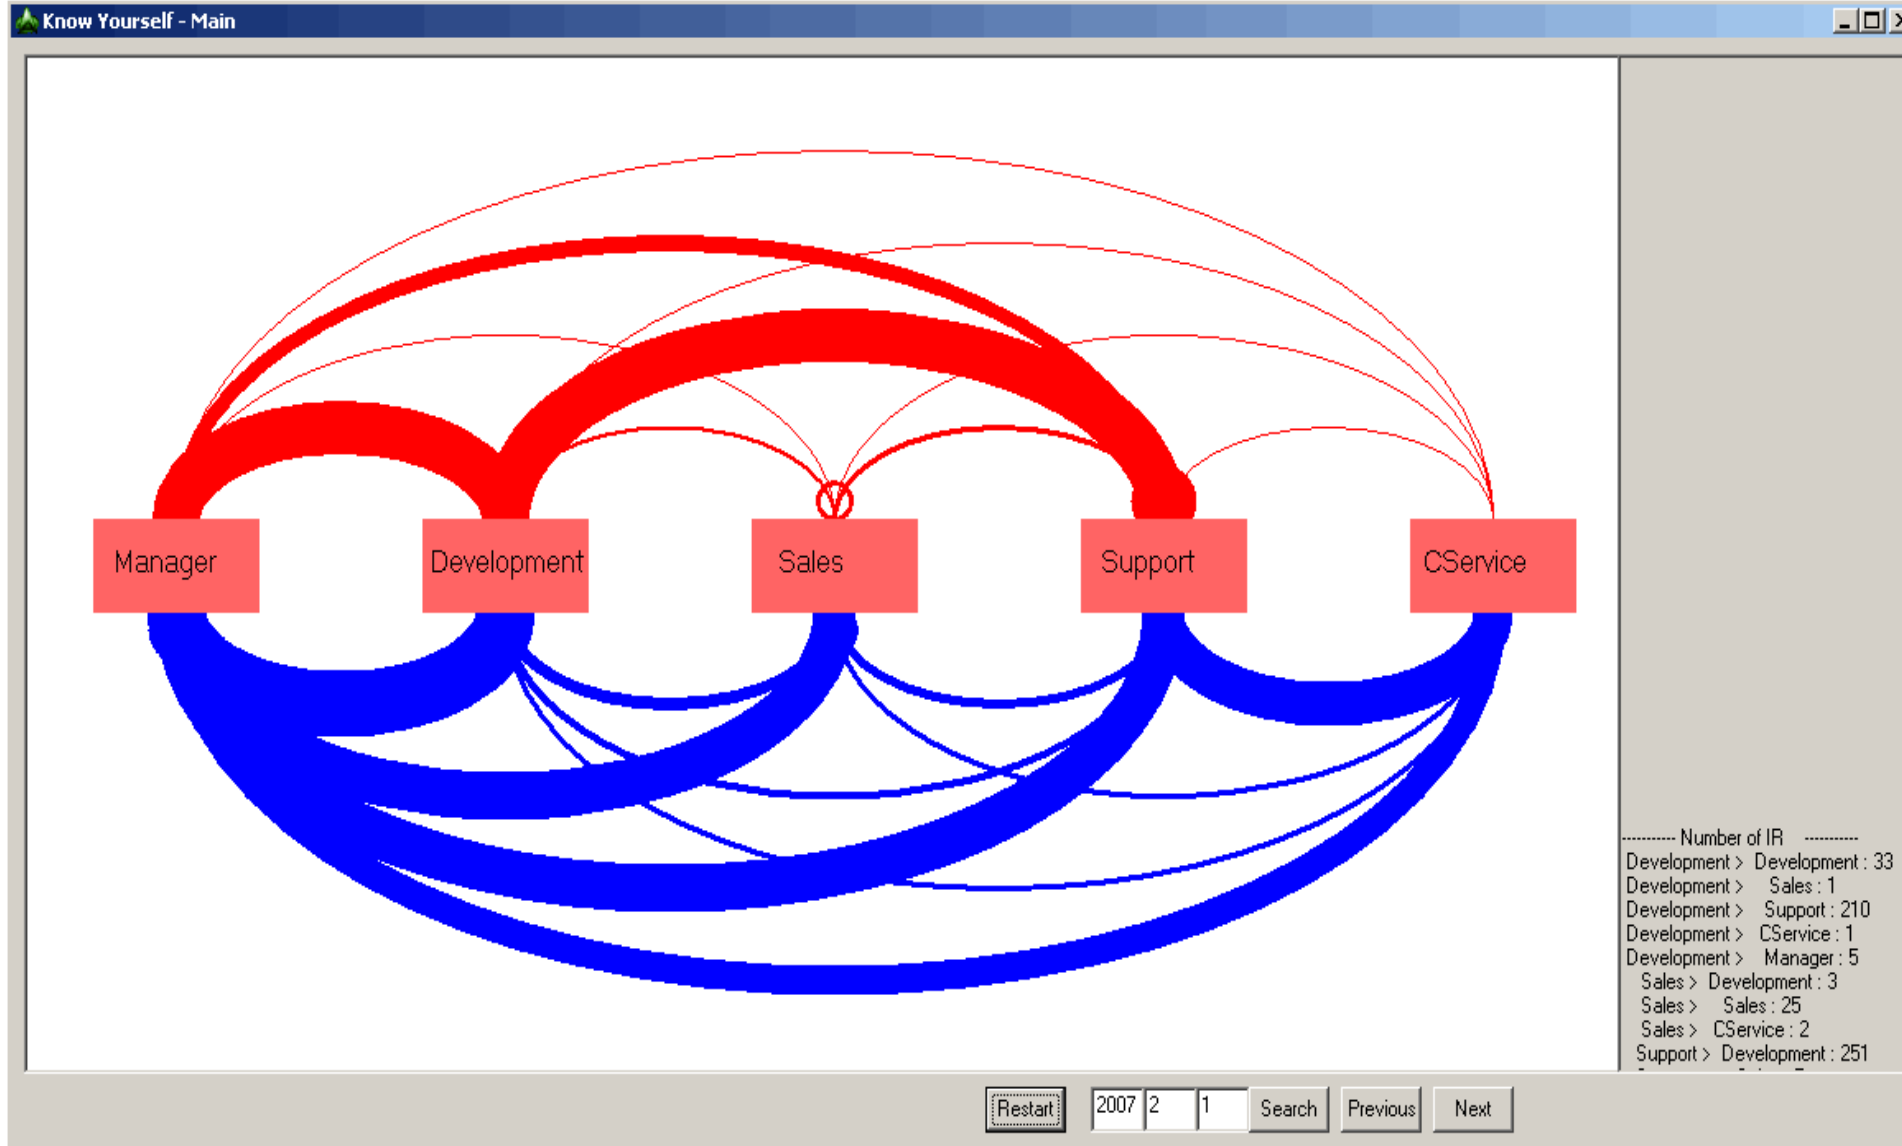 Know Yourself - Main
Manager
Development
Sales
Support
CService
---------- Number of IR ----------
Development > Development : 33
Development > Sales : 1
Development > Support : 210
Development > CService : 1
Development > Manager : 5
Sales > Development : 3
Sales > Sales : 25
Sales > CService : 2
Support > Development : 251
Restart 2007 2 1 Search Previous Next